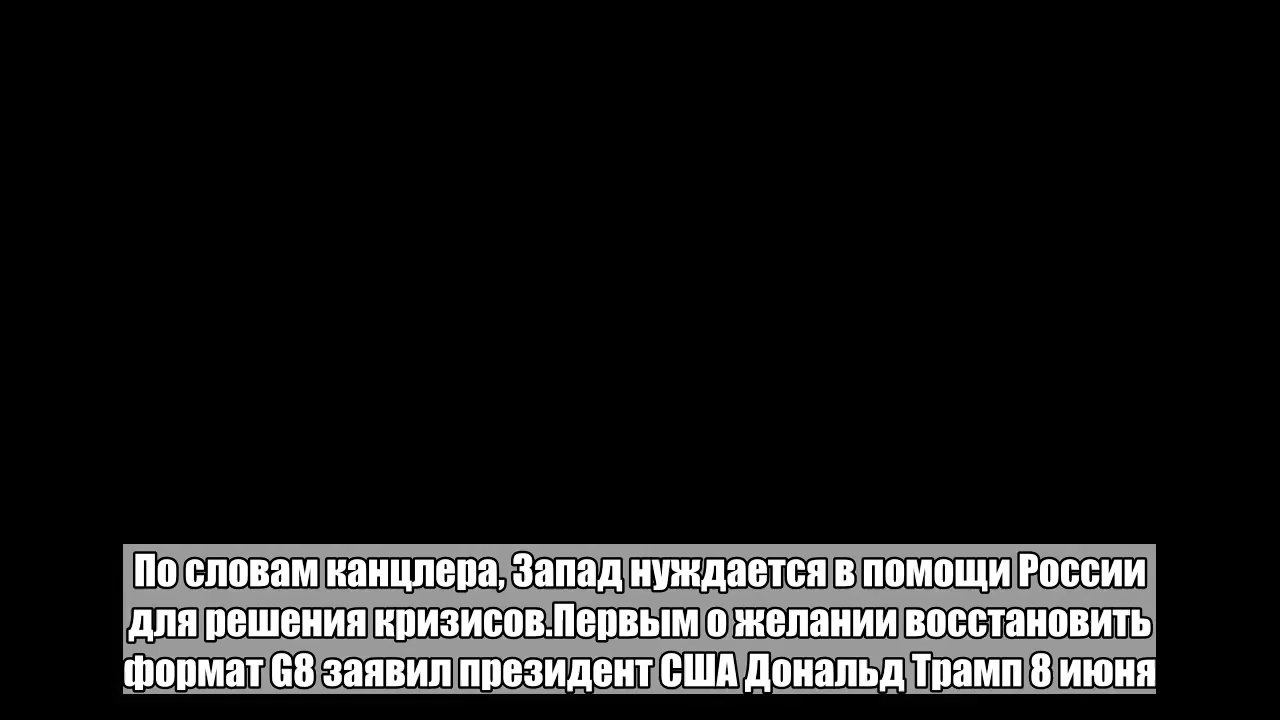 По словам канцлера, Запад нуждается в помощи России
для решения кризисов.Первым о желании восстановить
формат G8 заявил президент США Дональд Трамп 8 июня